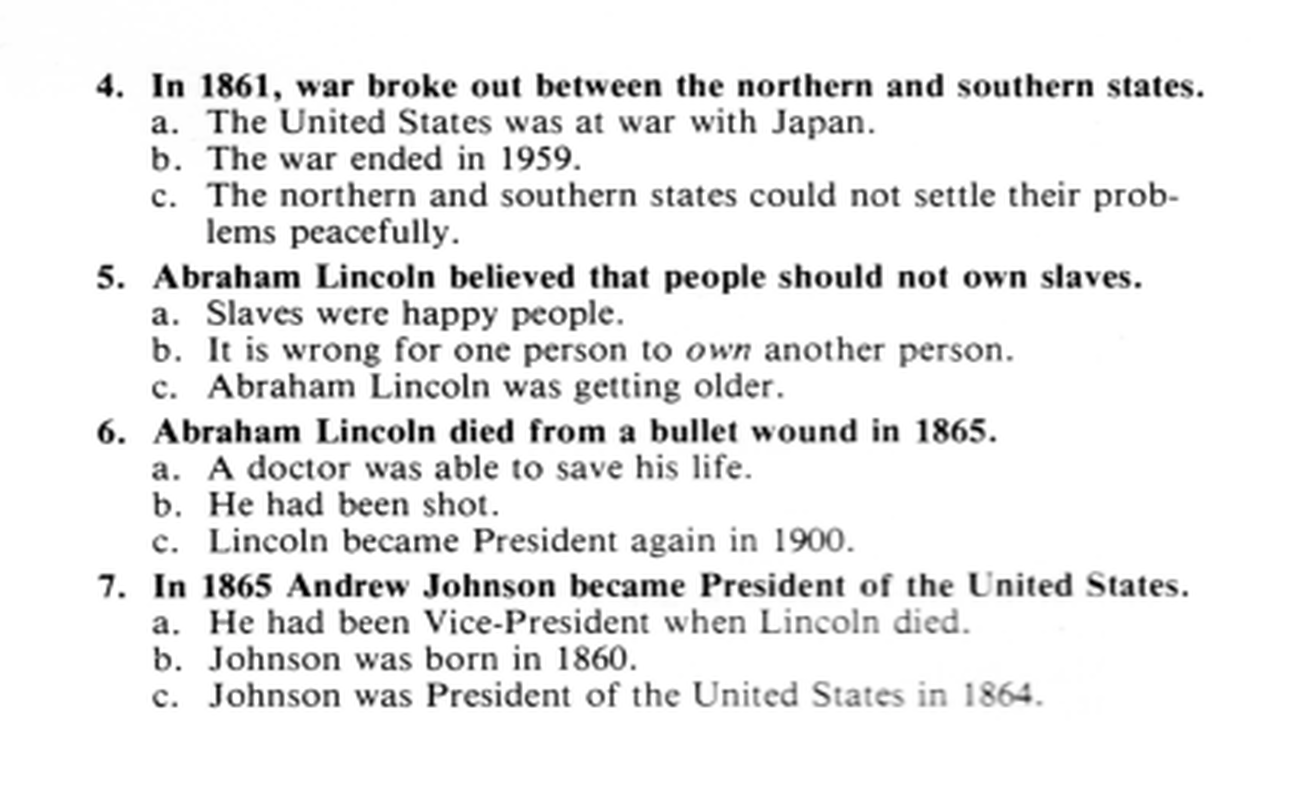 4. In 1861, war broke out between the northern and southern states.
a. The United States was at war with Japan.
b. The war ended in 1959.
c. The northern and southern states could not settle their prob-
lems peacefully.
5. Abraham Lincoln believed that people should not own slaves.
a. Slaves were happy people.
b. It is wrong for one person to own another person.
c. Abraham Lincoln was getting older.
6. Abraham Lincoln died from a bullet wound in 1865.
a. A doctor was able to save his life.
b. He had been shot.
c. Lincoln became President again in 1900.
7. In 1865 Andrew Johnson became President of the United States.
a. He had been Vice-President when Lincoln died.
b. Johnson was born in 1860.
c. Johnson was President of the United States in 1864.